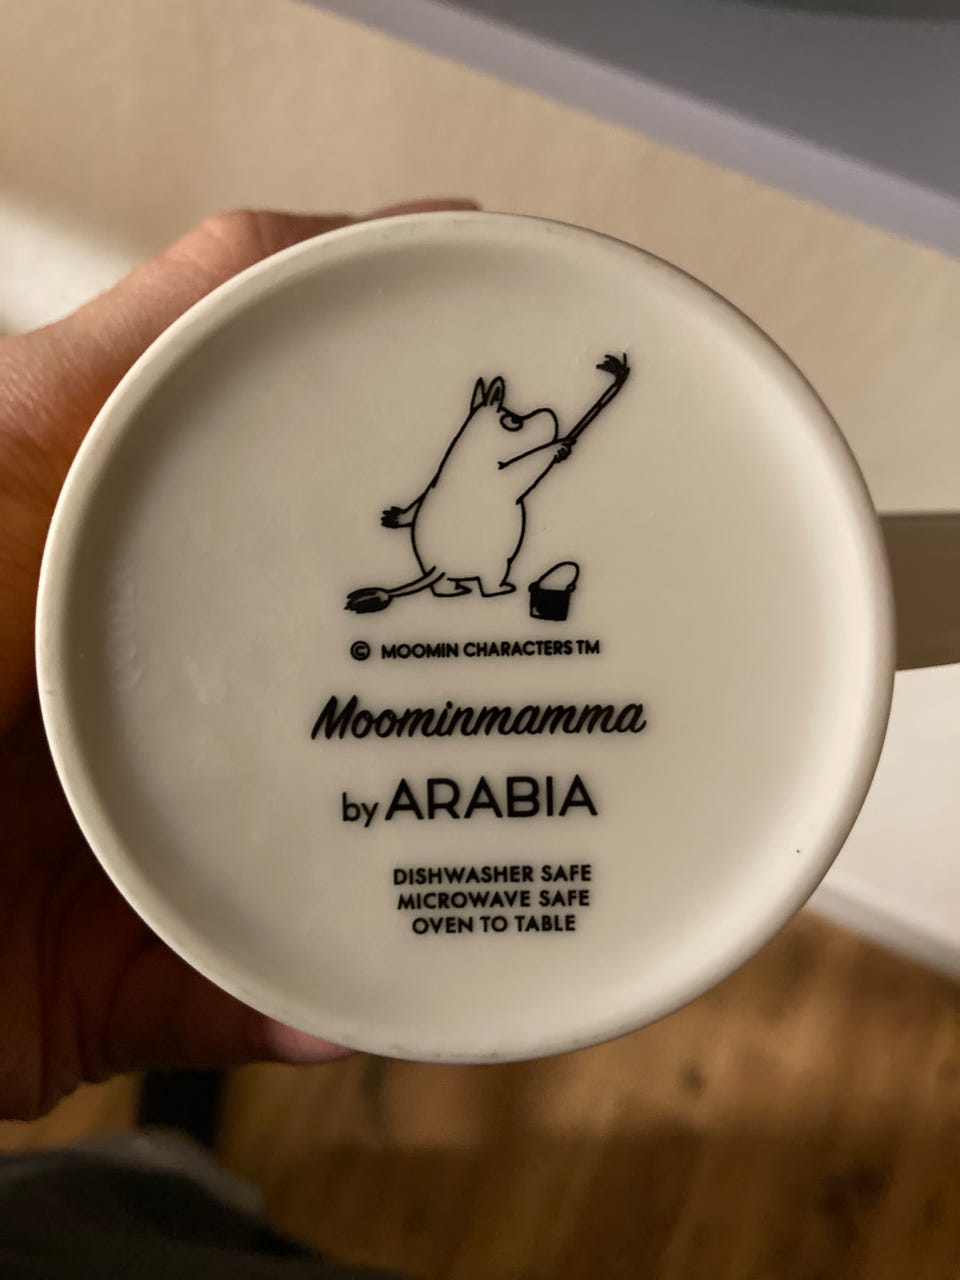 © MOOMIN CHARACTERS TM
Moominmamma
by ARABIA
DISHWASHER SAFE
MICROWAVE SAFE
OVEN TO TABLE